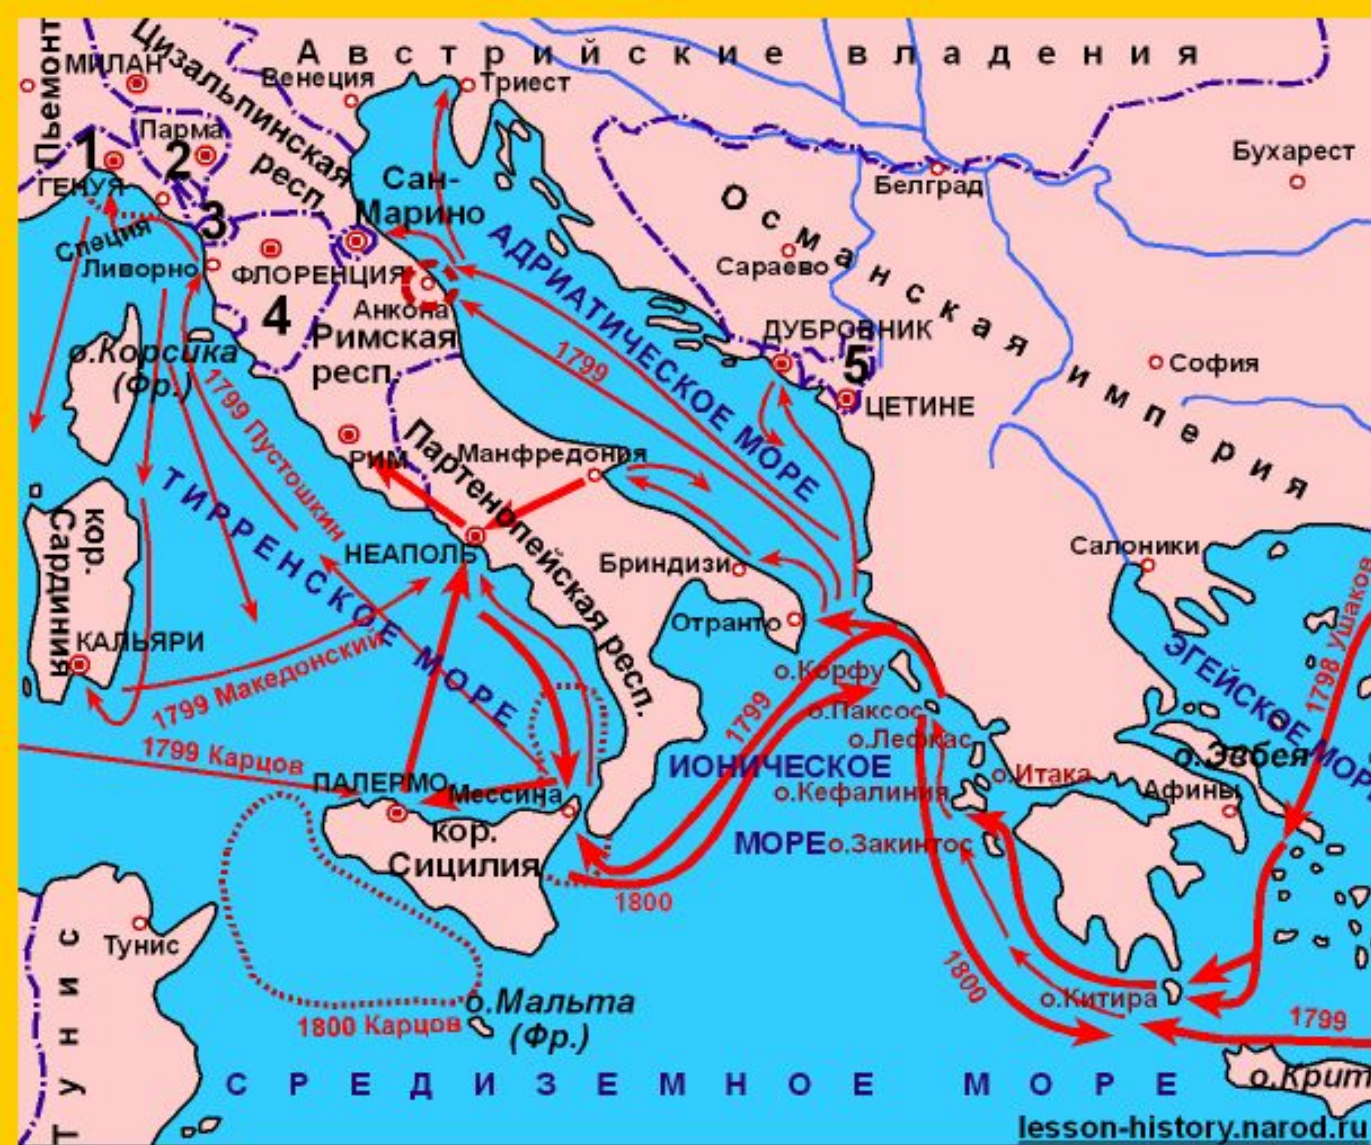 Австрийские владения
Пьемонт
МИЛАН
Цизальпинская
респ.
Венеция
Триест
Парма
1
2
3
4
5
ГЕНУЯ
Специя
Ливорно
ФЛОРЕНЦИЯ
Сан-
Марино
Анкона
Римская
респ.
АДРИАТИЧЕСКОЕ МОРЕ
1799
Белград
Бухарест
Османская империя
Сараево
ДУБРОВНИК
ЦЕТИНЕ
София
о.Корсика
(Фр.)
1799 Пустошкин
РИМ
Партенопейская респ.
Манфредония
ТИРРЕНСКОЕ МОРЕ
НЕАПОЛЬ
Бриндизи
Отранто
Салоники
кор.
Сардиния
КАЛЬЯРИ
1799 Македонский
1799 Карцов
ПАЛЕРМО
Мессина
кор.
Сицилия
о.Корфу
о.Паксос
о.Лефкас
1799
ИОНИЧЕСКОЕ
МОРЕ
о.Итака
о.Кефалиния
о.Закинтос
1800
ЭГЕЙСКОЕ МОР
1798 Ушаков
о.Эвбея
Афины
Тунис
ТУНИС
о.Мальта
(Фр.)
1800 Карцов
1800
о.Китира
1799
о.Крит
СРЕДИЗЕМНОЕ МОРЕ
lesson-history.narod.ru